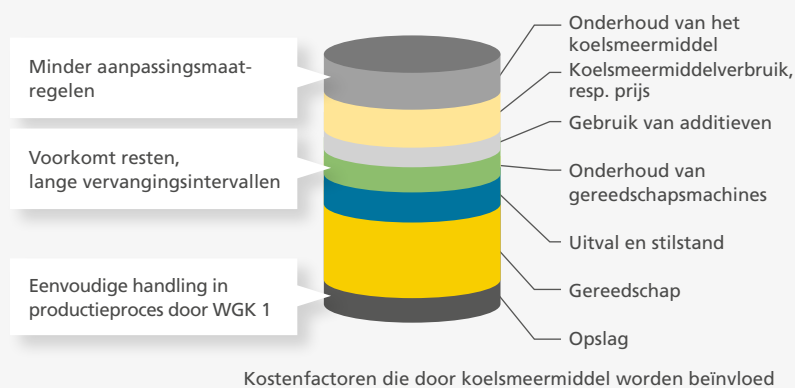 Minder aanpassingsmaat-
regelen
Voorkomt resten,
lange vervangingsintervallen
Eenvoudige handling in
productieproces door WGK 1
Onderhoud van het
koelsmeermiddel
Koelsmeermiddelverbruik,
resp. prijs
Gebruik van additieven
Onderhoud van
gereedschapsmachines
Uitval en stilstand
Gereedschap
Opslag
Kostenfactoren die door koelsmeermiddel worden beïnvloed